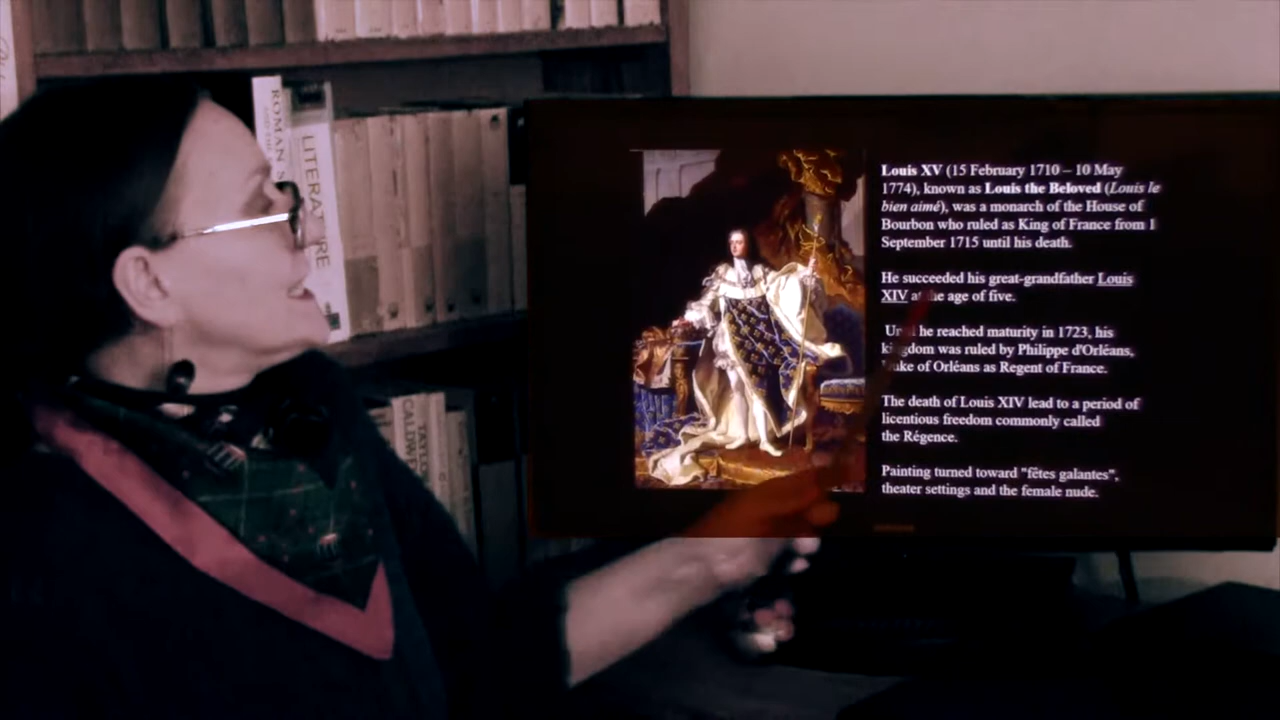 ROMAN S
LITERATURE
CALDW
TAYLO
Louis XV (15 February 1710 – 10 May
1774), known as Louis the Beloved (Louis le
bien aimé), was a monarch of the House of
Bourbon who ruled as King of France from 1
September 1715 until his death.
He succeeded his great-grandfather Louis
XIV at the age of five.
Until he reached maturity in 1723, his
kingdom was ruled by Philippe d'Orléans,
Duke of Orléans as Regent of France.
The death of Louis XIV lead to a period of
licentious freedom commonly called
the Régence.
Painting turned toward "fêtes galantes",
theater settings and the female nude.